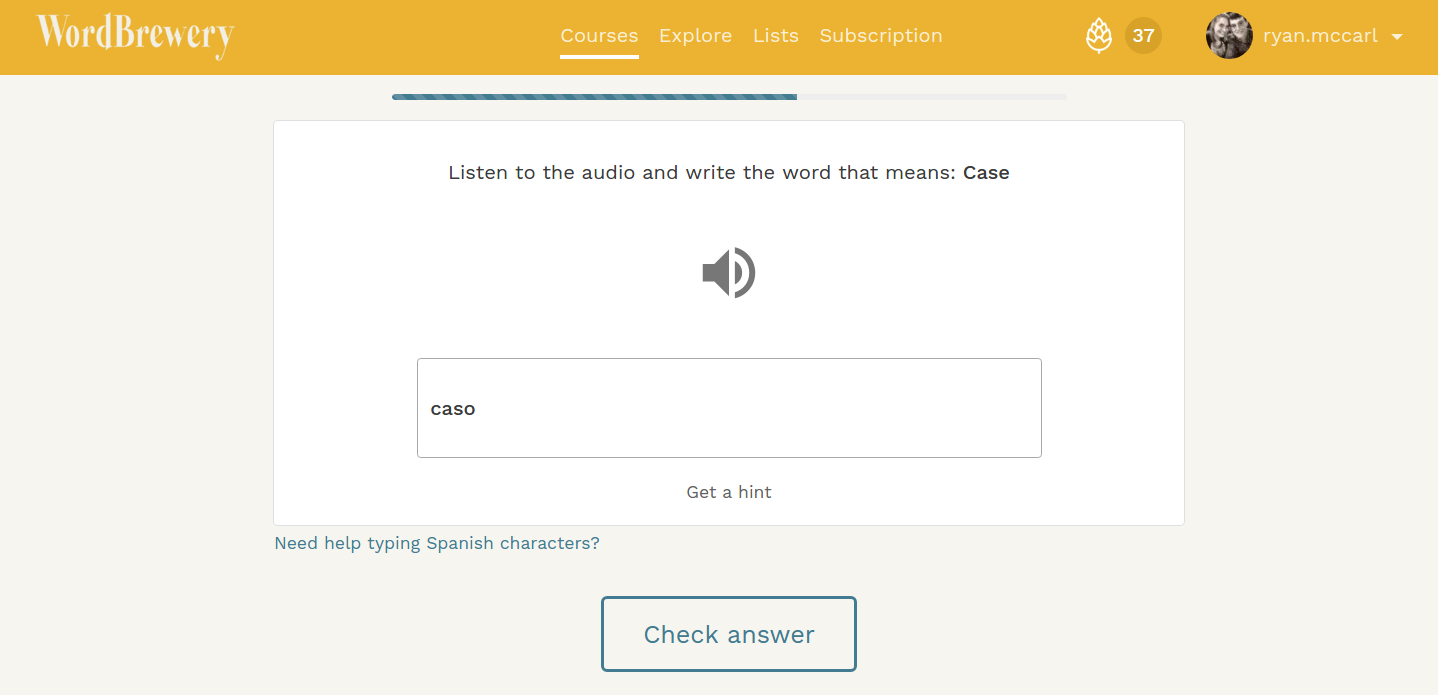 WordBrewery
Courses Explore Lists Subscription
37
ryan.mccarl
Listen to the audio and write the word that means: Case
caso
Get a hint
Need help typing Spanish characters?
Check answer